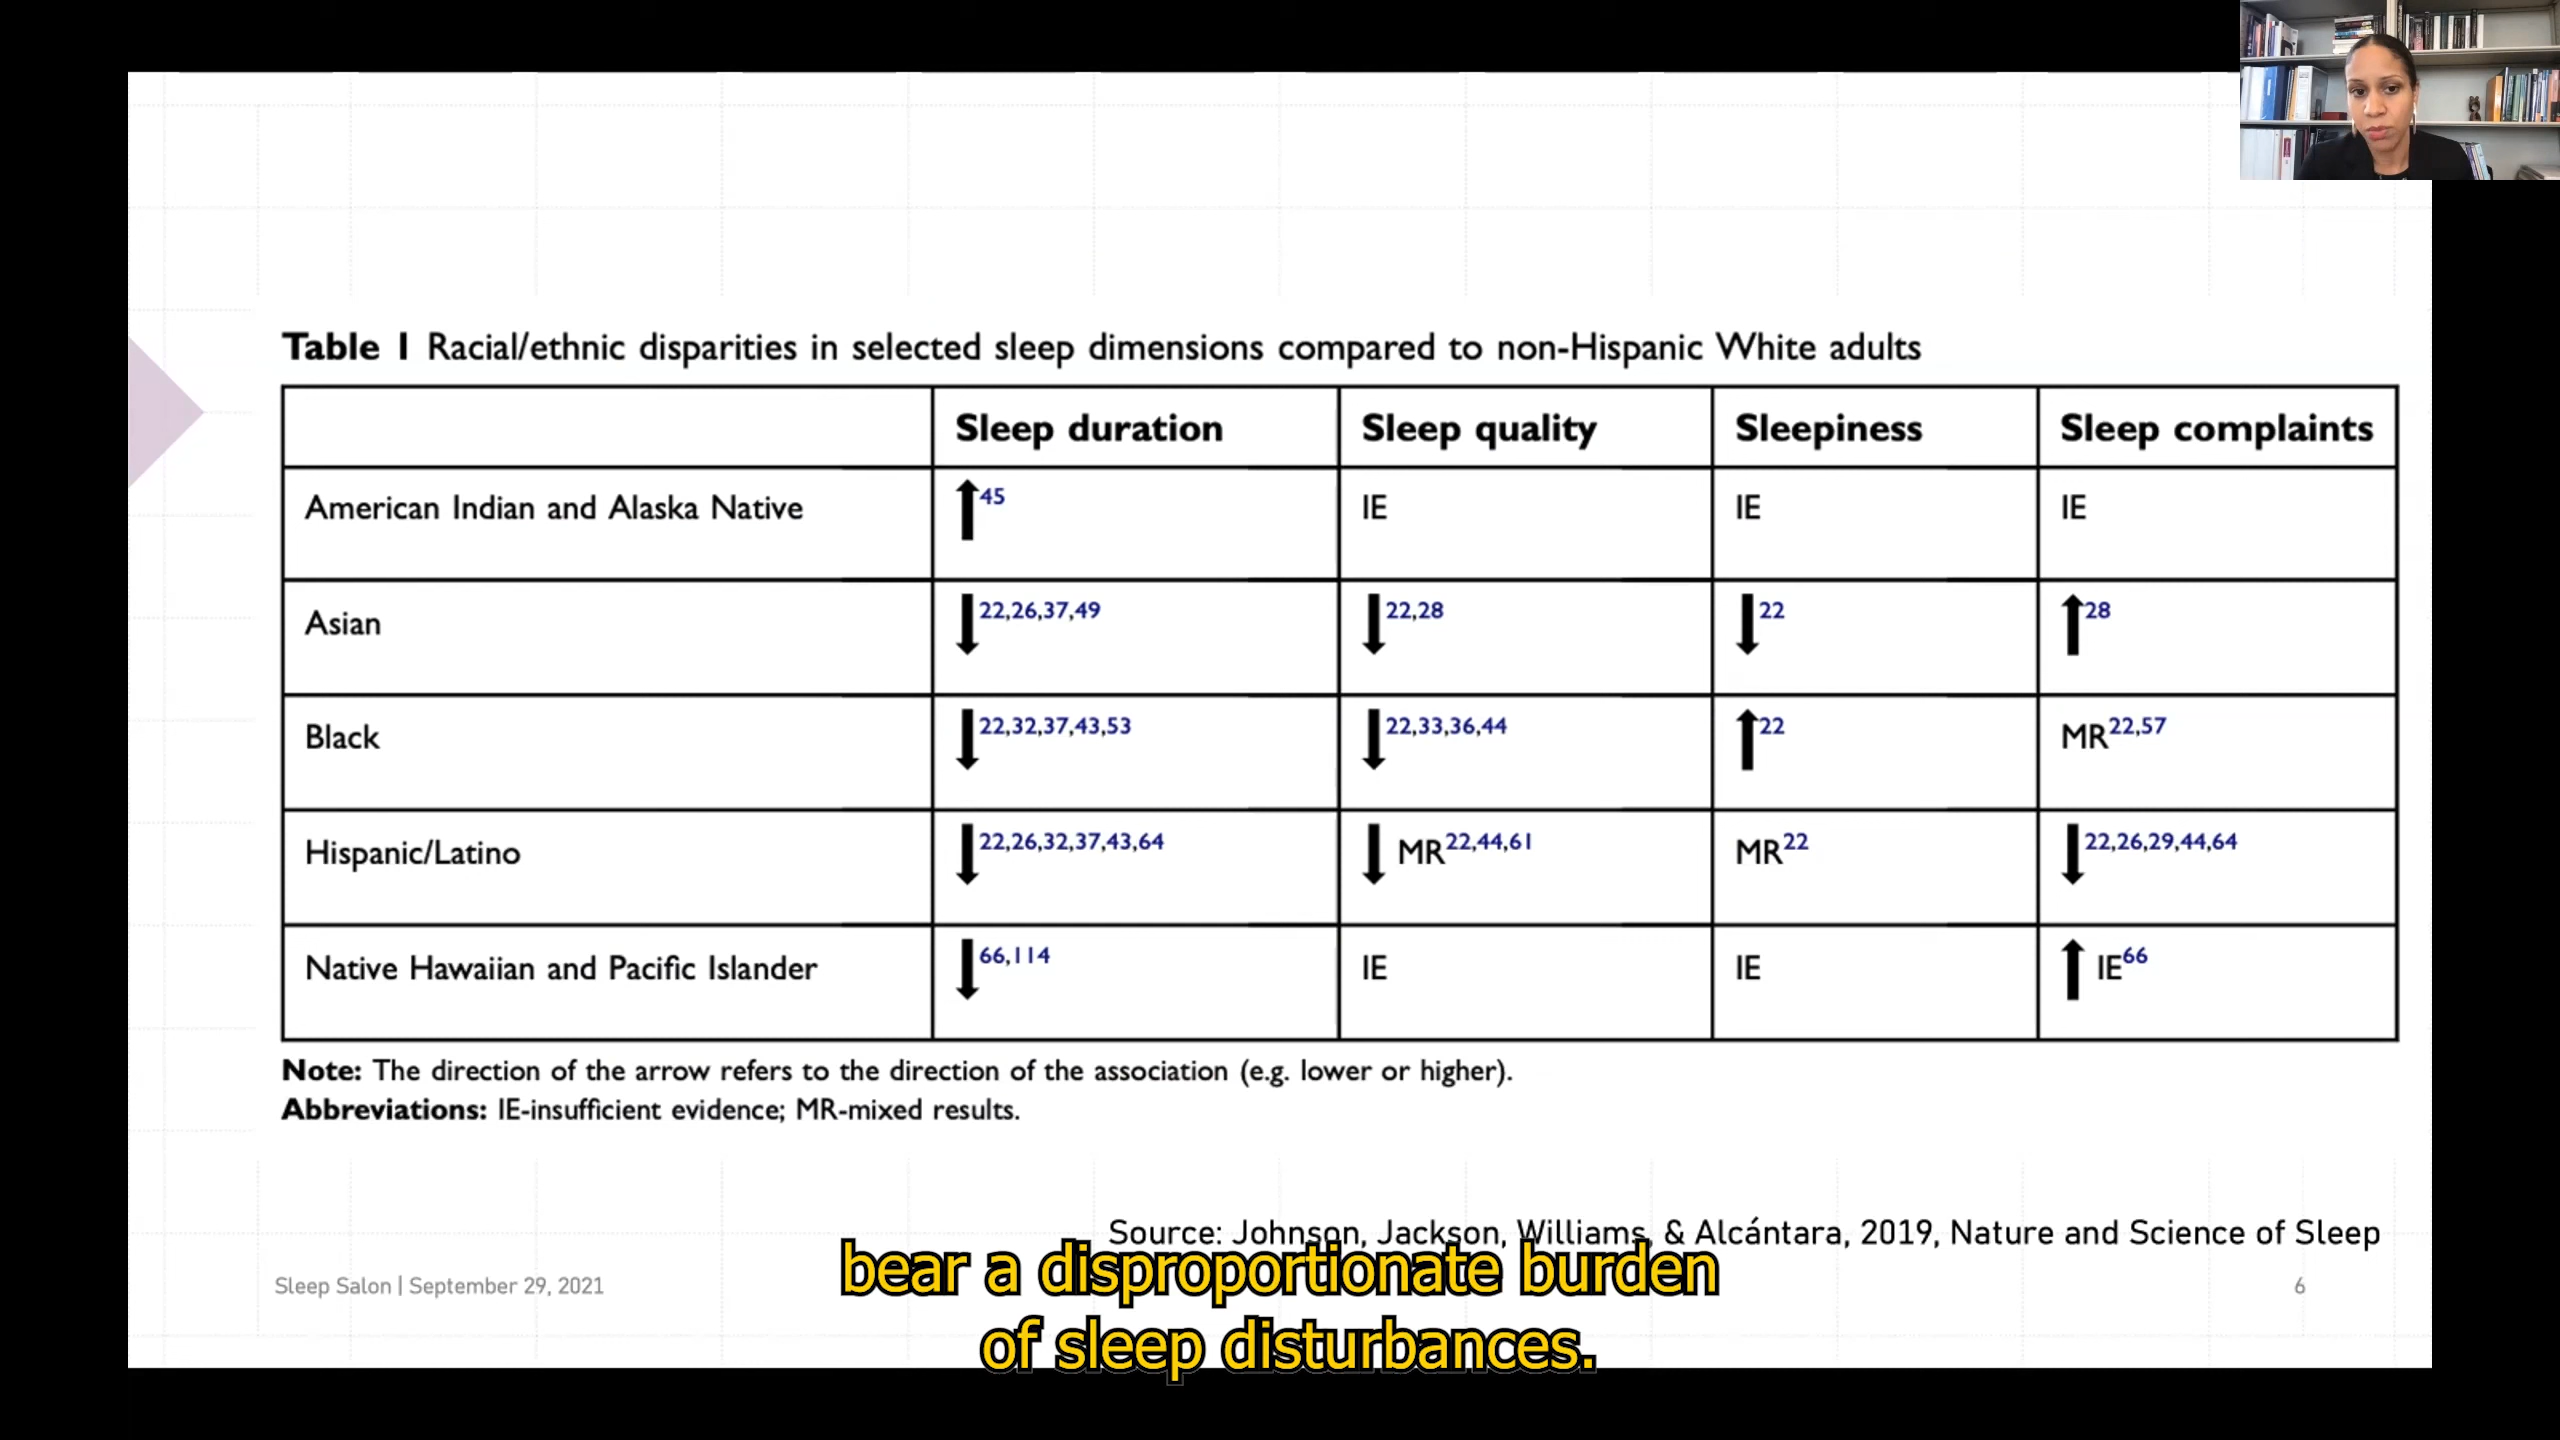 Table 1 Racial/ethnic disparities in selected sleep dimensions compared to non-Hispanic White adults
Sleep duration Sleep quality Sleepiness Sleep complaints
American Indian and Alaska Native ↑45 IE IE IE
Asian ↓22,26,37,49 ↓22,28 ↓22 ↑28
Black ↓22,32,37,43,53 ↓22,33,36,44 ↑22 MR22,57
Hispanic/Latino ↓22,26,32,37,43,64 ↓ MR22,44,61 MR22 ↓22,26,29,44,64
Native Hawaiian and Pacific Islander ↓66,114 IE IE ↑ IE66
Note: The direction of the arrow refers to the direction of the association (e.g. lower or higher).
Abbreviations: IE-insufficient evidence; MR-mixed results.
Source: Johnson, Jackson, Williams, & Alcántara, 2019, Nature and Science of Sleep
Sleep Salon | September 29, 2021
6
bear a disproportionate burden
of sleep disturbances.